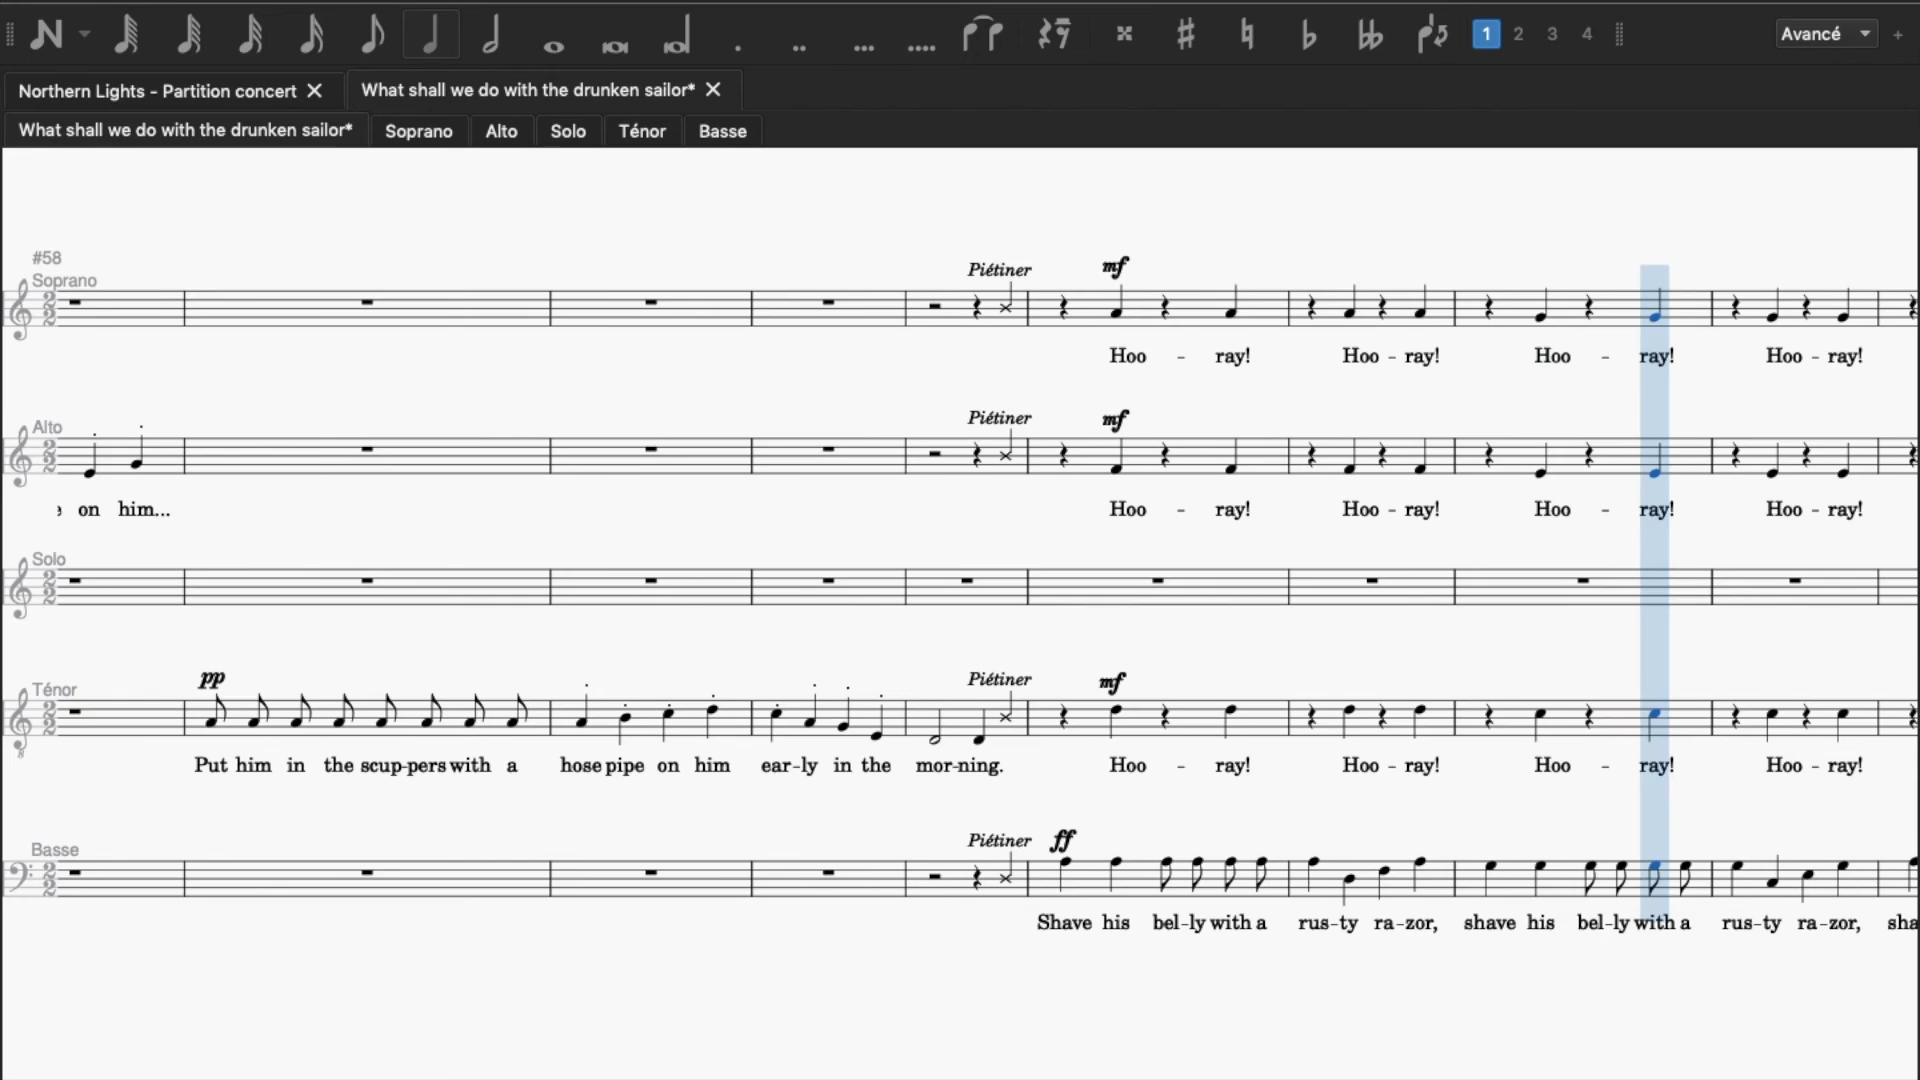 1 2 3 4 Avancé +
Northern Lights - Partition concert What shall we do with the drunken sailor*
What shall we do with the drunken sailor* Soprano Alto Solo Ténor Basse
#58
Soprano
Piétiner mf
Hoo - ray! Hoo - ray! Hoo - ray! Hoo - ray!
Alto
Piétiner mf
on him... Hoo - ray! Hoo - ray! Hoo - ray! Hoo - ray!
Solo
Ténor
pp Piétiner mf
Put him in the scup-pers with a hose pipe on him ear-ly in the mor-ning. Hoo - ray! Hoo - ray! Hoo - ray! Hoo - ray!
Basse
Piétiner ff
Shave his bel-ly with a rus-ty ra-zor, shave his bel-ly with a rus-ty ra-zor, sha